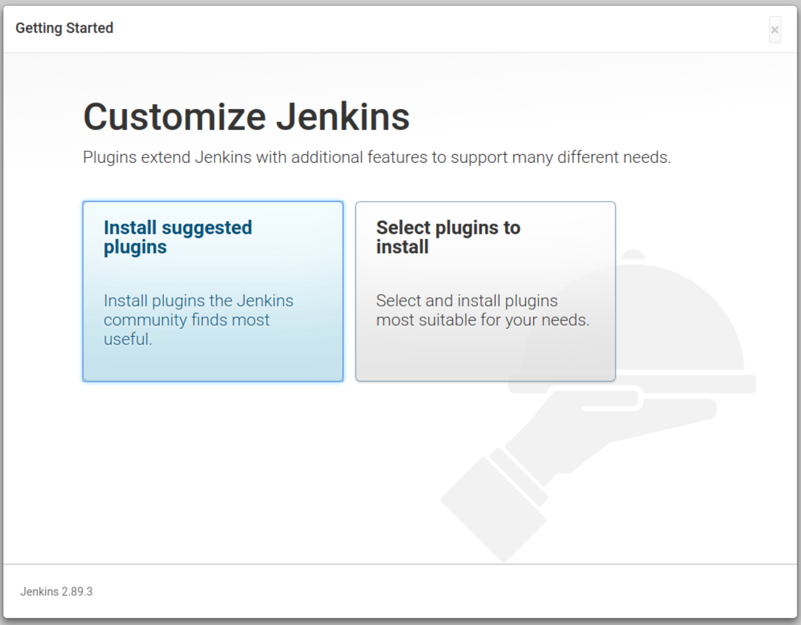 Getting Started
×
Customize Jenkins
Plugins extend Jenkins with additional features to support many different needs.
Install suggested
plugins
Install plugins the Jenkins
community finds most
useful.
Select plugins to
install
Select and install plugins
most suitable for your needs.
Jenkins 2.89.3